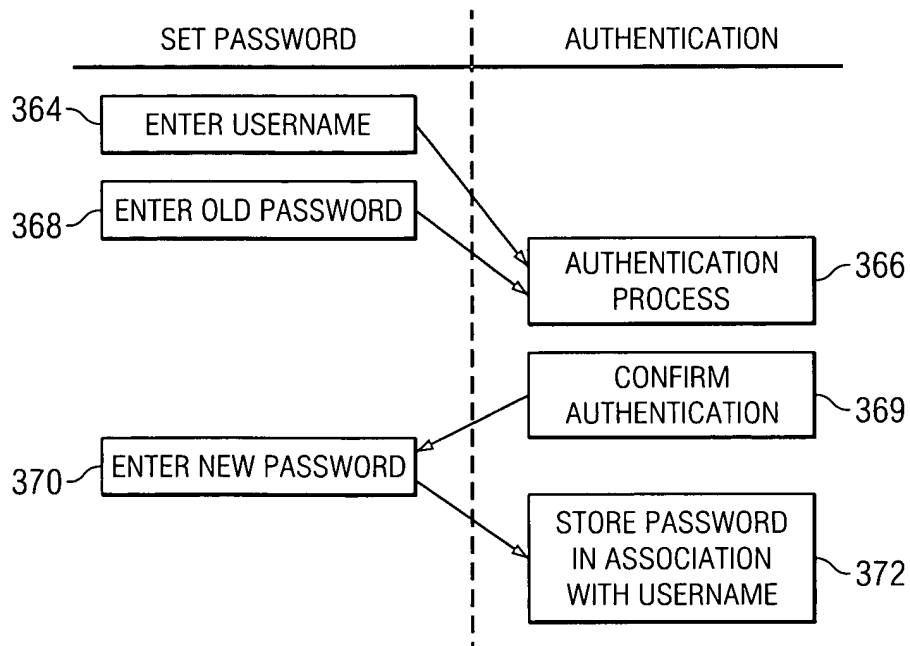 SET PASSWORD
AUTHENTICATION
364
ENTER USERNAME
368
ENTER OLD PASSWORD
AUTHENTICATION
PROCESS
366
CONFIRM
AUTHENTICATION
369
370
ENTER NEW PASSWORD
STORE PASSWORD
IN ASSOCIATION
WITH USERNAME
372